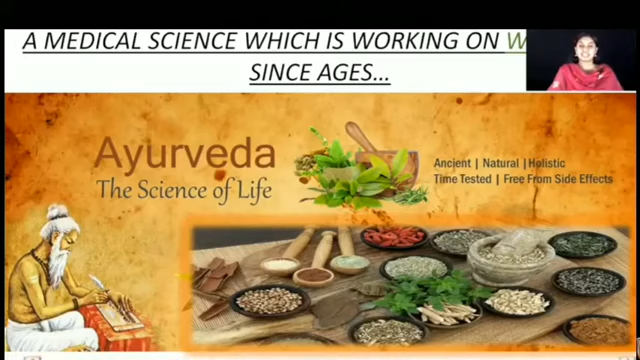 A MEDICAL SCIENCE WHICH IS WORKING ON
SINCE AGES...
Ayurveda
The Science of Life
Ancient | Natural |Holistic
Time Tested | Free From Side Effects